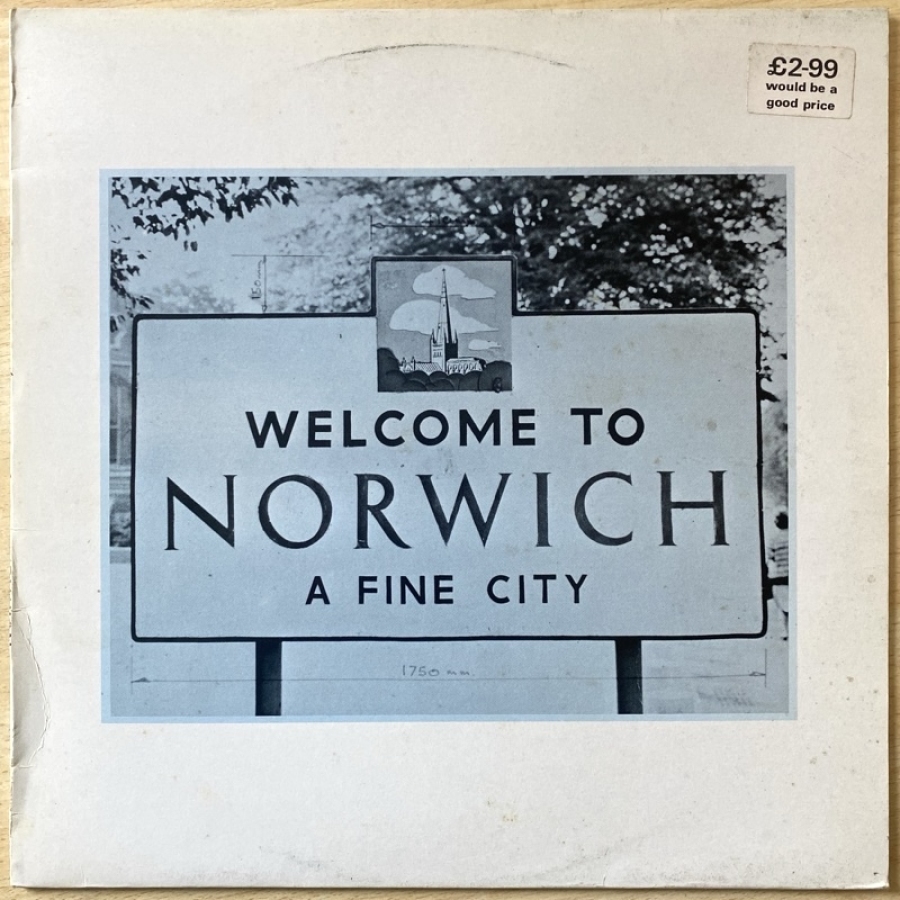 £2-99
would be a
good price
WELCOME TO
NORWICH
A FINE CITY
1750 mm.